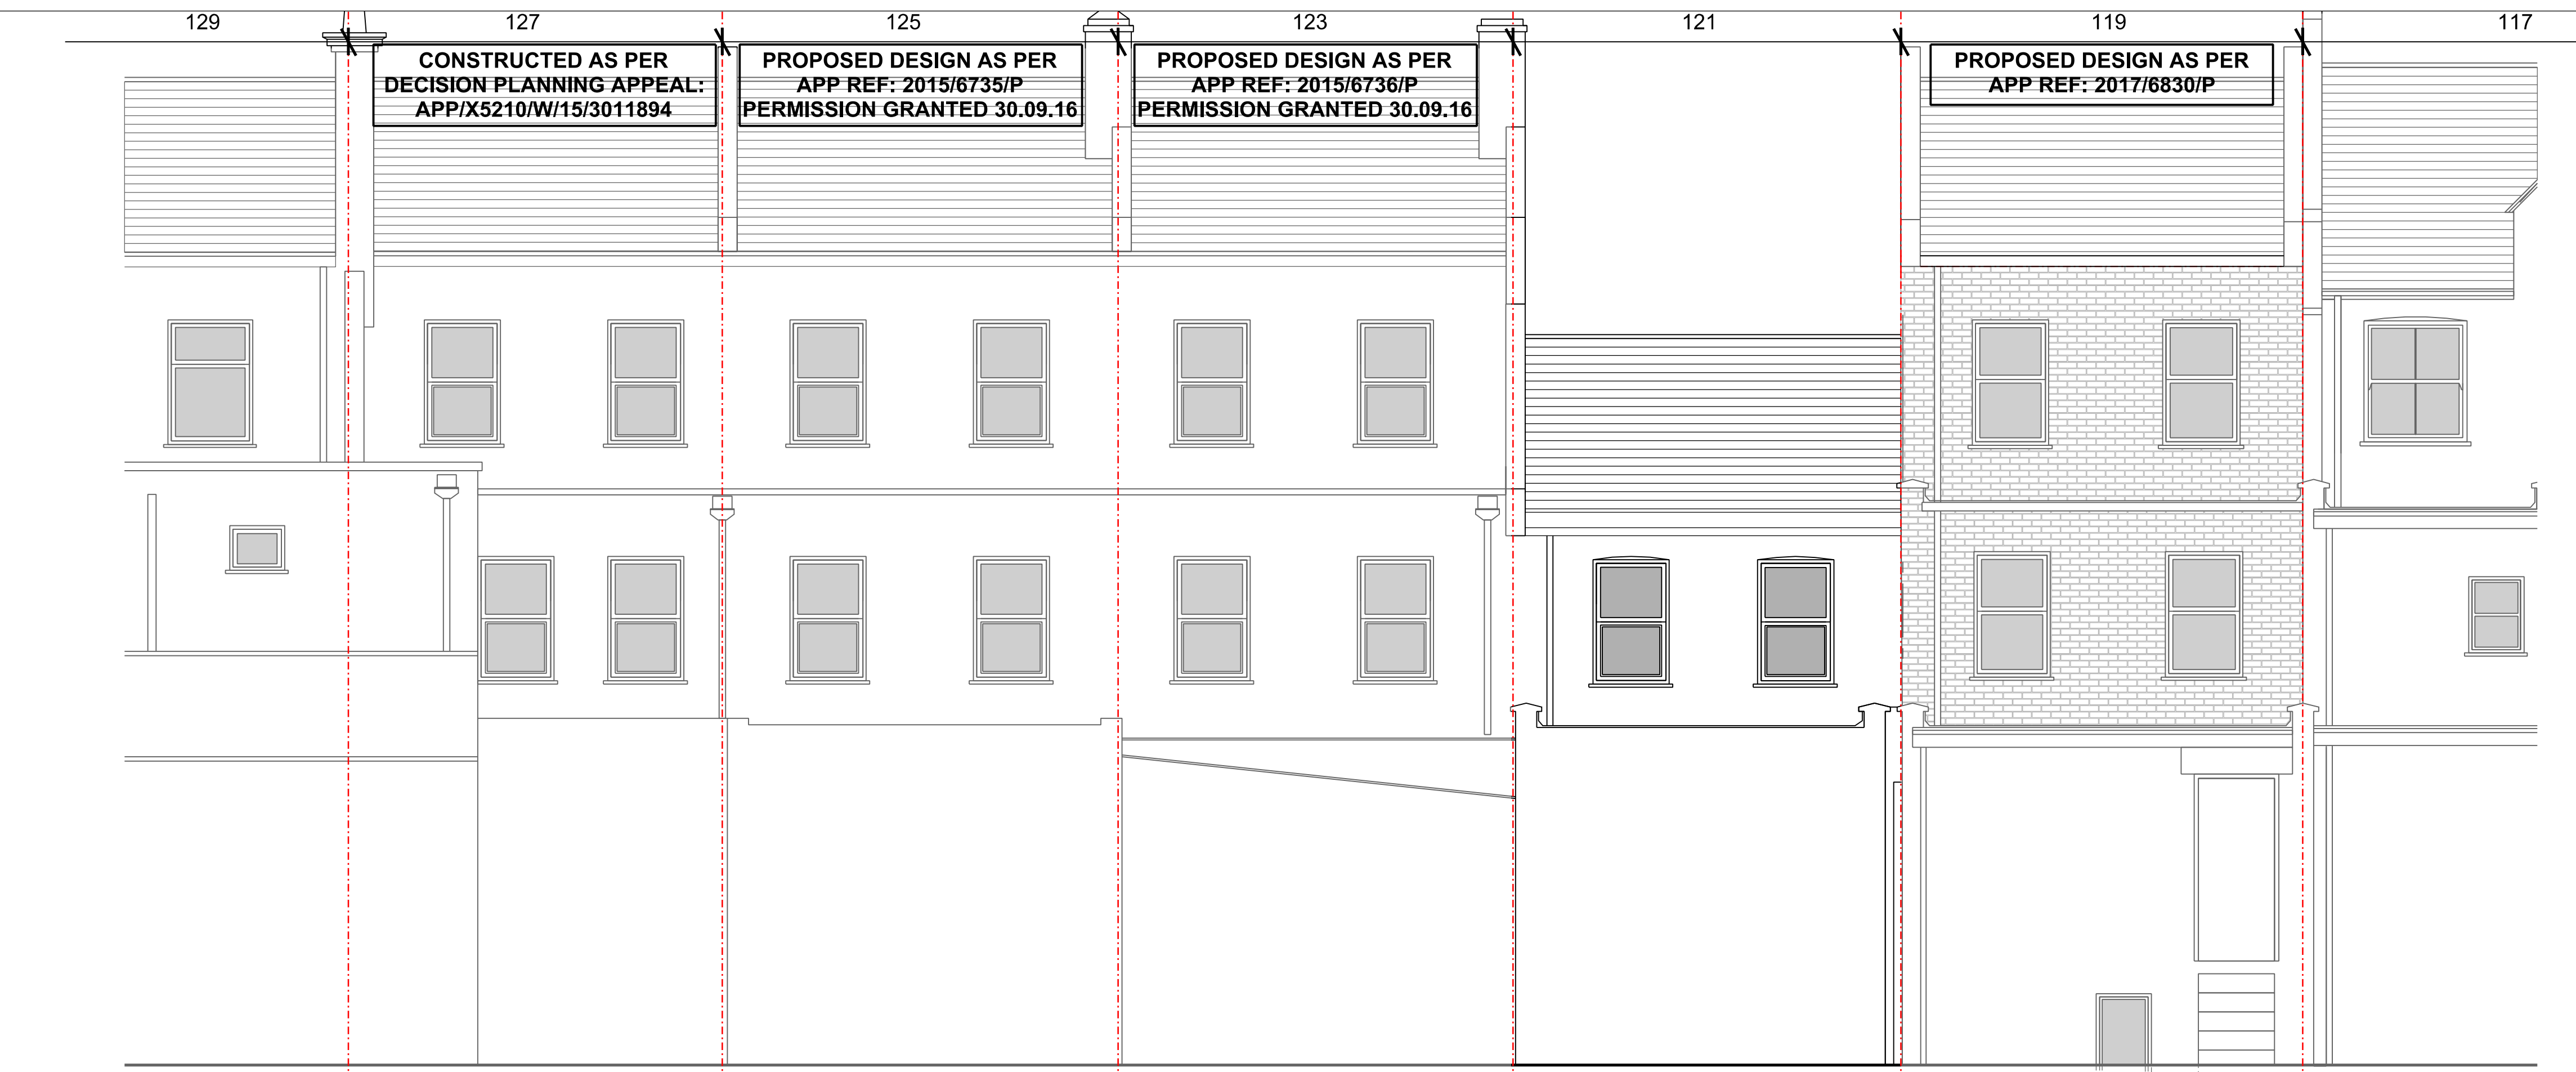 129
127
125
123
121
119
117
CONSTRUCTED AS PER
DECISION PLANNING APPEAL:
APP/X5210/W/15/3011894
PROPOSED DESIGN AS PER
APP REF: 2015/6735/P
PERMISSION GRANTED 30.09.16
PROPOSED DESIGN AS PER
APP REF: 2015/6736/P
PERMISSION GRANTED 30.09.16
PROPOSED DESIGN AS PER
APP REF: 2017/6830/P